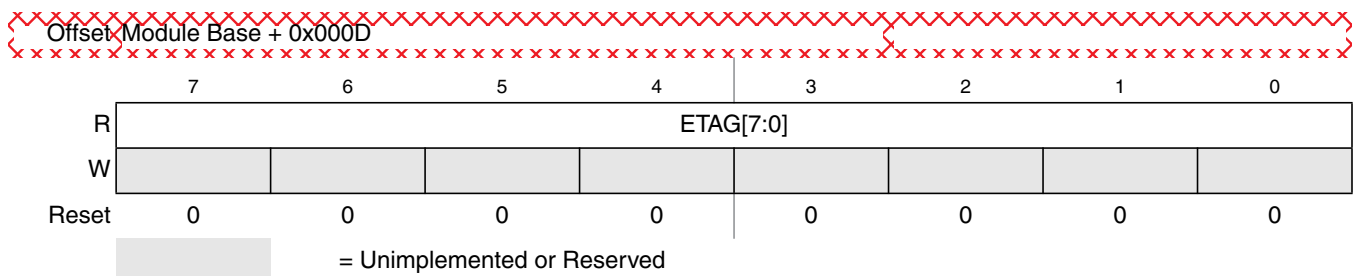 Offset Module Base + 0x000D
7 6 5 4 3 2 1 0
R ETAG[7:0]
W
Reset 0 0 0 0 0 0 0 0
= Unimplemented or Reserved